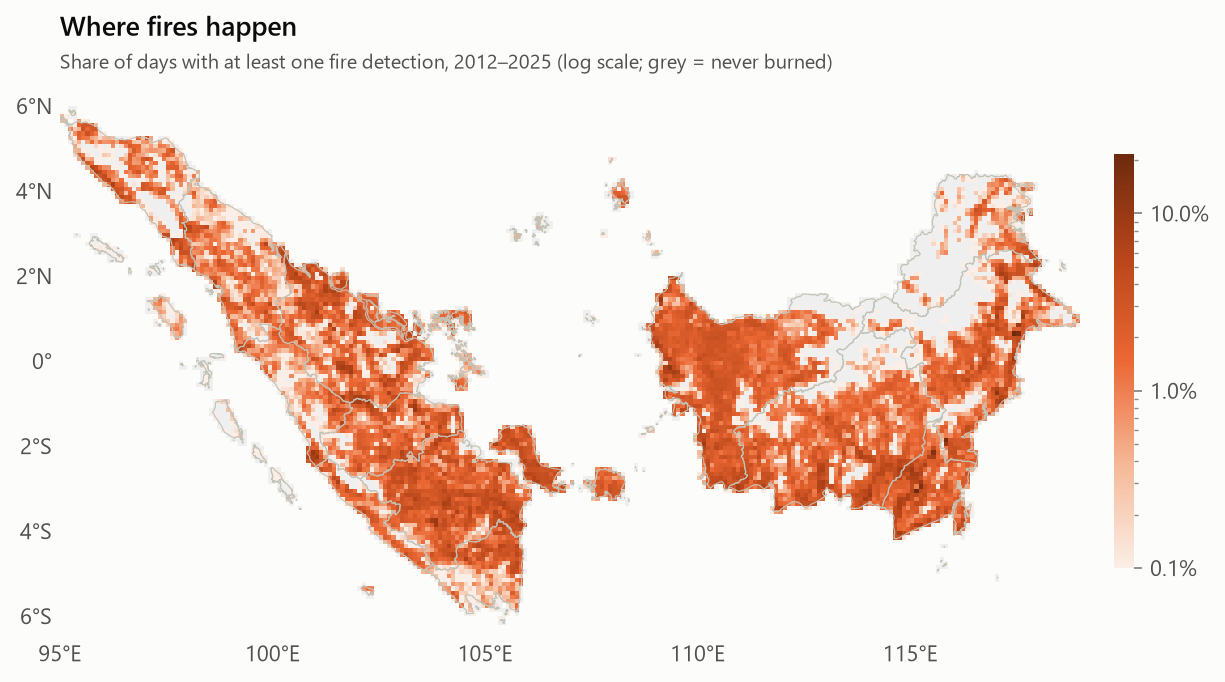 Where fires happen
Share of days with at least one fire detection, 2012–2025 (log scale; grey = never burned)
6°N
4°N
2°N
0°
2°S
4°S
6°S
95°E
100°E
105°E
110°E
115°E
10.0%
1.0%
0.1%